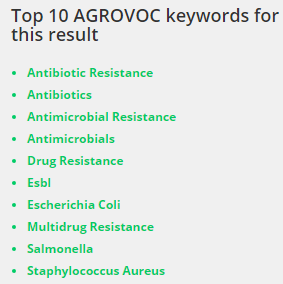 Top 10 AGROVOC keywords for
this result
Antibiotic Resistance
Antibiotics
Antimicrobial Resistance
Antimicrobials
Drug Resistance
Esbl
Escherichia Coli
Multidrug Resistance
Salmonella
Staphylococcus Aureus